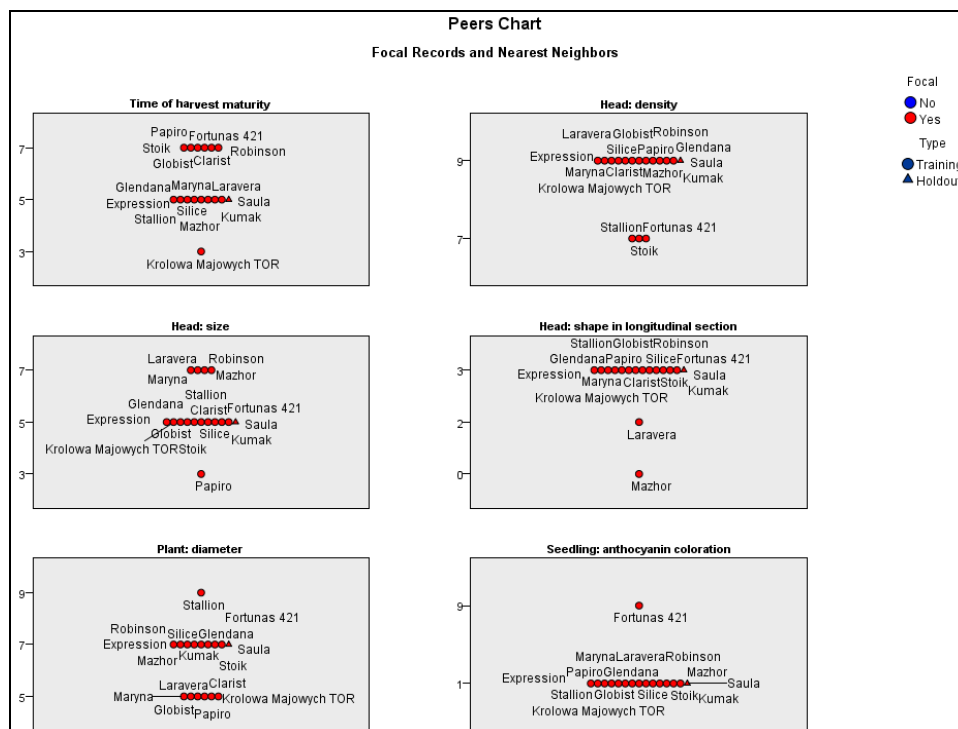 Peers Chart
Focal Records and Nearest Neighbors
Focal
No
Yes
Type
Training
Holdout
Time of harvest maturity
7
5
3
Papiro
Fortunas 421
Stoik
Robinson
Globist
Clarist
Glendana
Maryna
Laravera
Expression
Silice
Saula
Stallion
Mazhor
Kumak
Krolowa Majowych TOR
Head: density
9
7
Laravera
Globist
Robinson
Silice
Papiro
Glendana
Expression
Saula
Maryna
Clarist
Mazhor
Kumak
Krolowa Majowych TOR
Stallion
Fortunas 421
Stoik
Head: size
7
5
3
Laravera
Robinson
Maryna
Mazhor
Stallion
Glendana
Clarist
Fortunas 421
Expression
Saula
Globist
Silice
Kumak
Krolowa Majowych TOR
Stoik
Papiro
Head: shape in longitudinal section
3
2
0
Stallion
Globist
Robinson
Glendana
Papiro
Silice
Fortunas 421
Expression
Saula
Maryna
Clarist
Stoik
Kumak
Krolowa Majowych TOR
Laravera
Mazhor
Plant: diameter
9
7
5
Stallion
Fortunas 421
Robinson
Silice
Glendana
Expression
Saula
Mazhor
Kumak
Stoik
Laravera
Clarist
Maryna
Krolowa Majowych TOR
Globist
Papiro
Seedling: anthocyanin coloration
9
1
Fortunas 421
Maryna
Laravera
Robinson
Papiro
Glendana
Mazhor
Expression
Saula
Stallion
Globist
Silice
Stoik
Kumak
Krolowa Majowych TOR